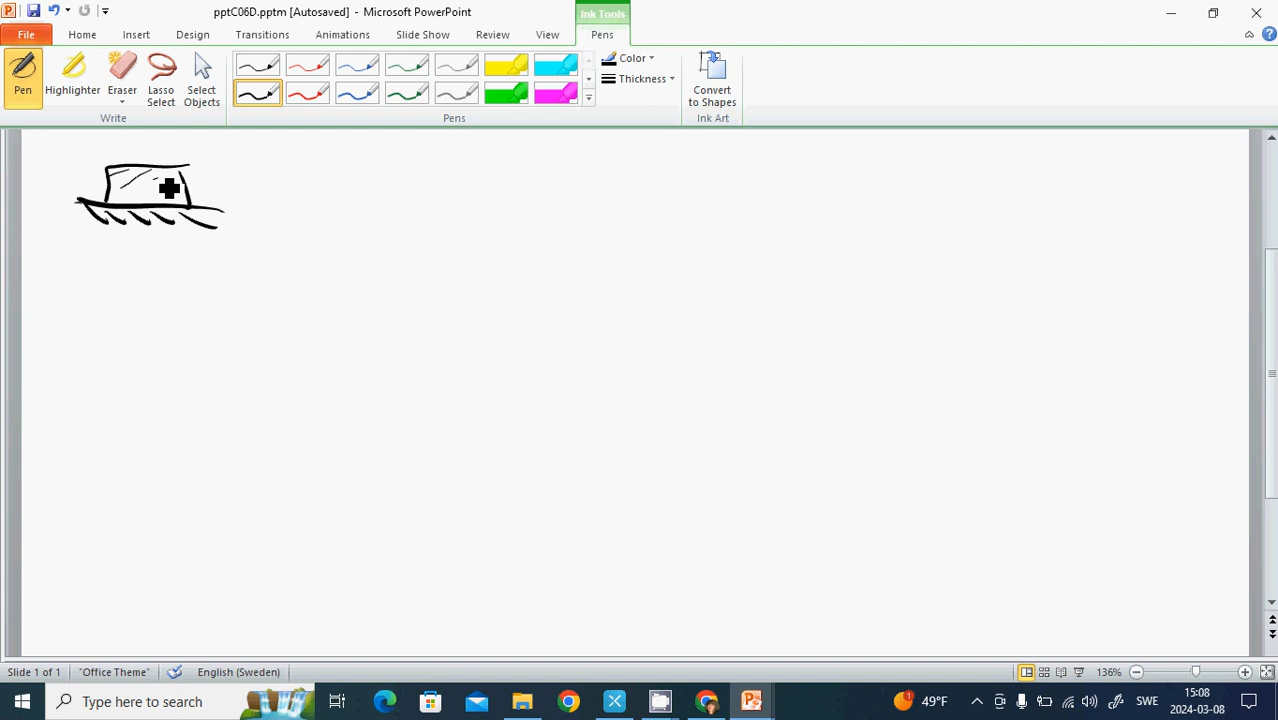 pptC06D.pptm [Autosaved] - Microsoft PowerPoint
Ink Tools
File Home Insert Design Transitions Animations Slide Show Review View Pens
Pen Highlighter Eraser Lasso Select Select Objects
Color
Thickness
Convert to Shapes
Write Pens Ink Art
Slide 1 of 1 "Office Theme" English (Sweden) 136%
Type here to search
1 49°F SWE 15:08
2024-03-08